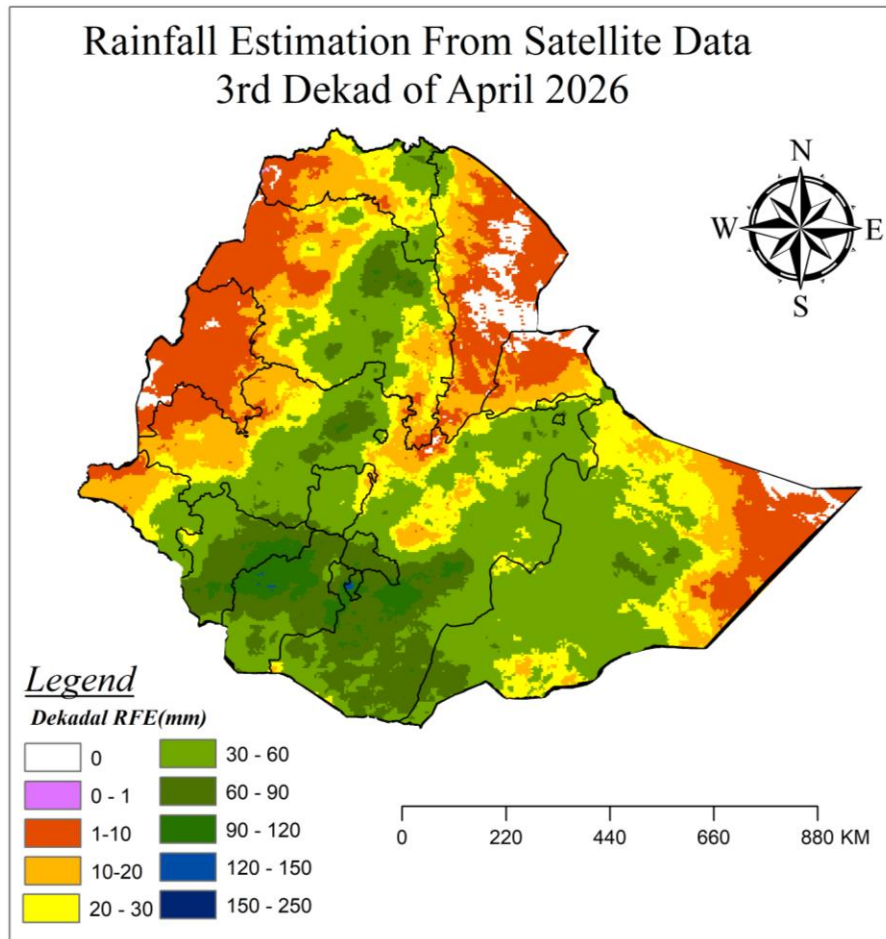 Rainfall Estimation From Satellite Data
3rd Dekad of April 2026
N
W
E
S
Legend
Dekadal RFE(mm)
0
0 - 1
1-10
10-20
20 - 30
30 - 60
60 - 90
90 - 120
120 - 150
150 - 250
0 220 440 660 880 KM